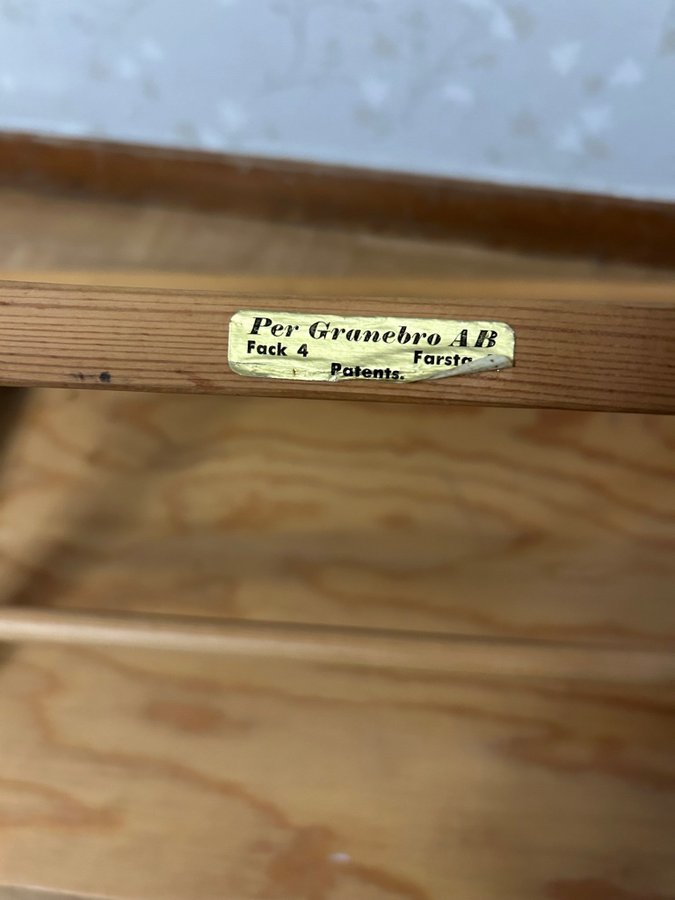 Per Granebro AB
Fack 4 Farsta
Patents.